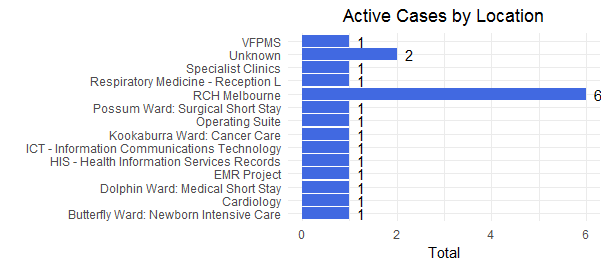 Active Cases by Location
VFPMS 1
Unknown 2
Specialist Clinics 1
Respiratory Medicine - Reception L 1
RCH Melbourne 6
Possum Ward: Surgical Short Stay 1
Operating Suite 1
Kookaburra Ward: Cancer Care 1
ICT - Information Communications Technology 1
HIS - Health Information Services Records 1
EMR Project 1
Dolphin Ward: Medical Short Stay 1
Cardiology 1
Butterfly Ward: Newborn Intensive Care 1
0 2 4 6
Total